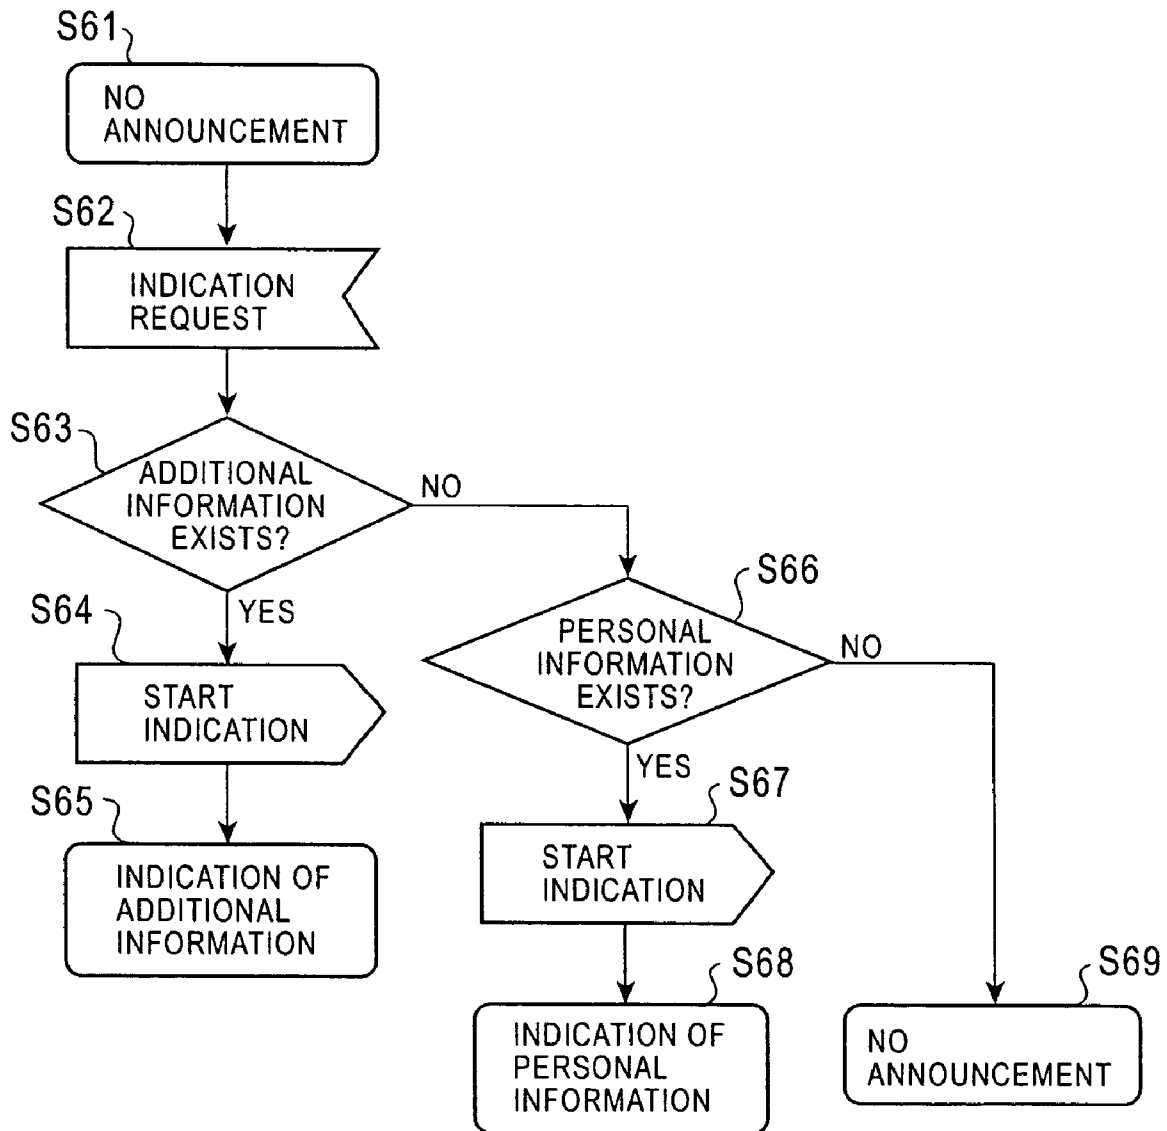 S61
NO
ANNOUNCEMENT
S62
INDICATION
REQUEST
S63
ADDITIONAL
INFORMATION
EXISTS?
NO
YES
S64
START
INDICATION
S65
INDICATION OF
ADDITIONAL
INFORMATION
S66
PERSONAL
INFORMATION
EXISTS?
NO
YES
S67
START
INDICATION
S68
INDICATION OF
PERSONAL
INFORMATION
S69
NO
ANNOUNCEMENT